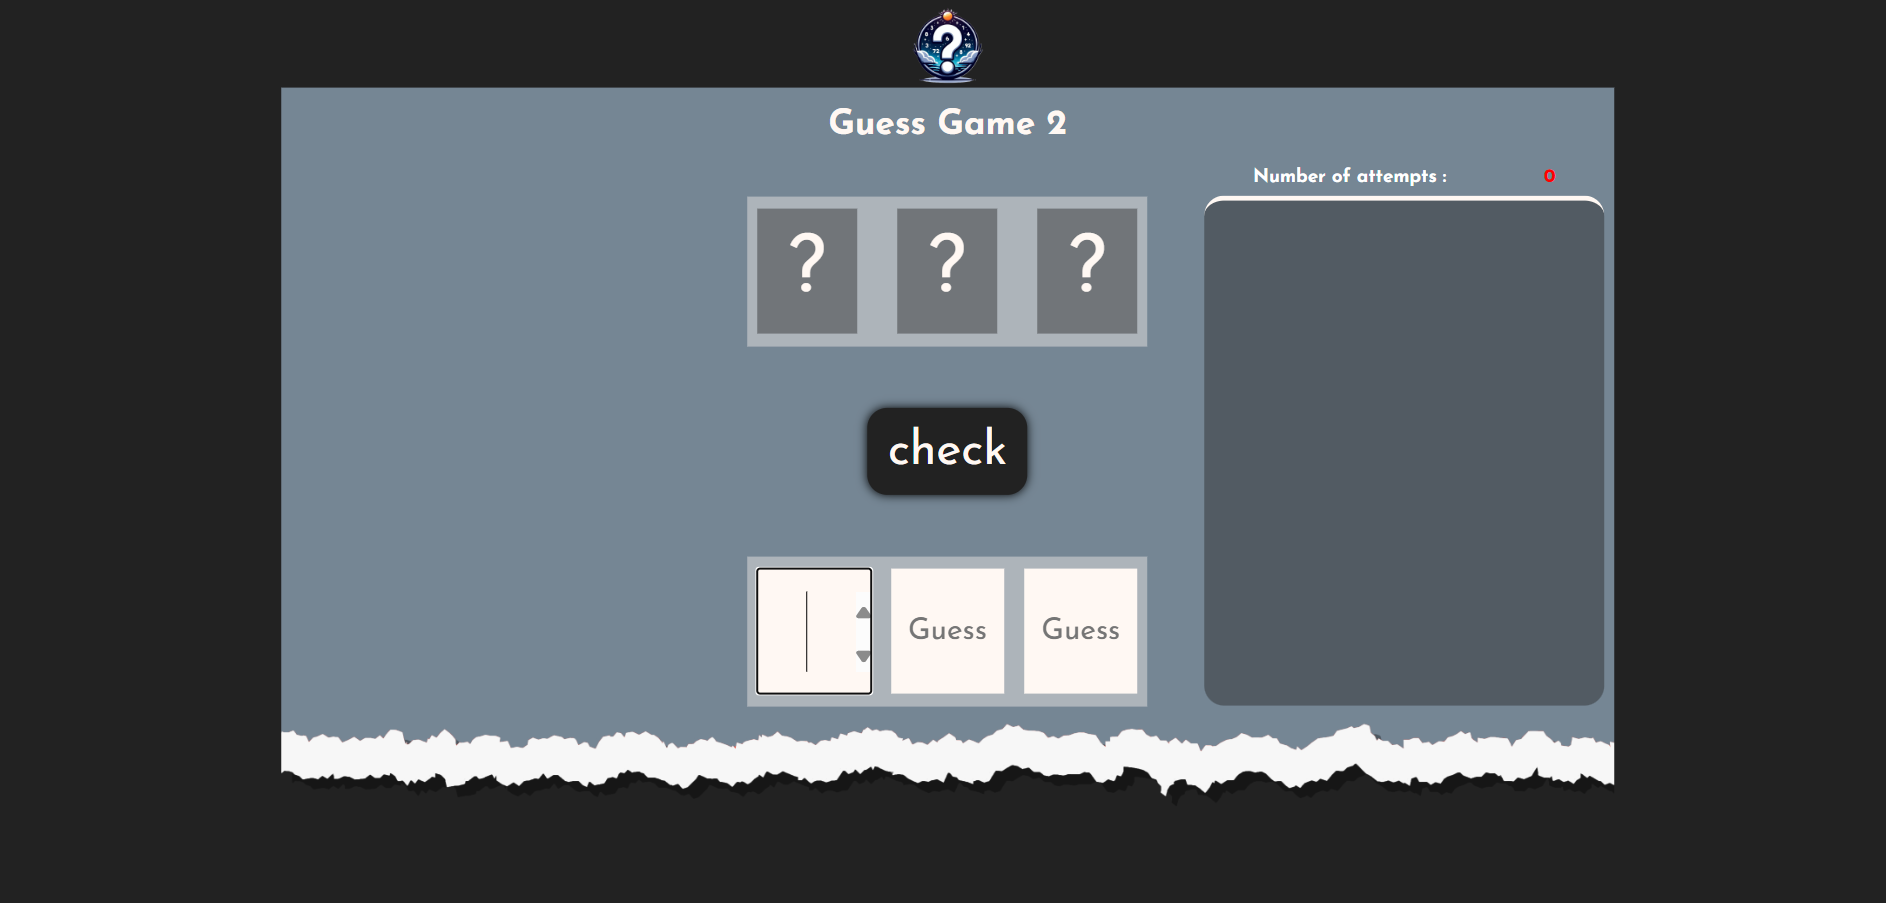 ?
Guess Game 2
Number of attempts : 0
? ? ?
check
Guess Guess